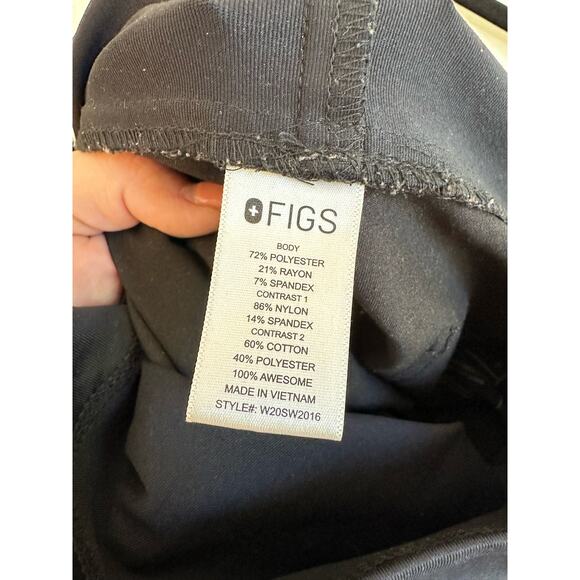 FIGS
BODY
72% POLYESTER
21% RAYON
7% SPANDEX
CONTRAST 1
86% NYLON
14% SPANDEX
CONTRAST 2
60% COTTON
40% POLYESTER
100% AWESOME
MADE IN VIETNAM
STYLE#: W20SW2016